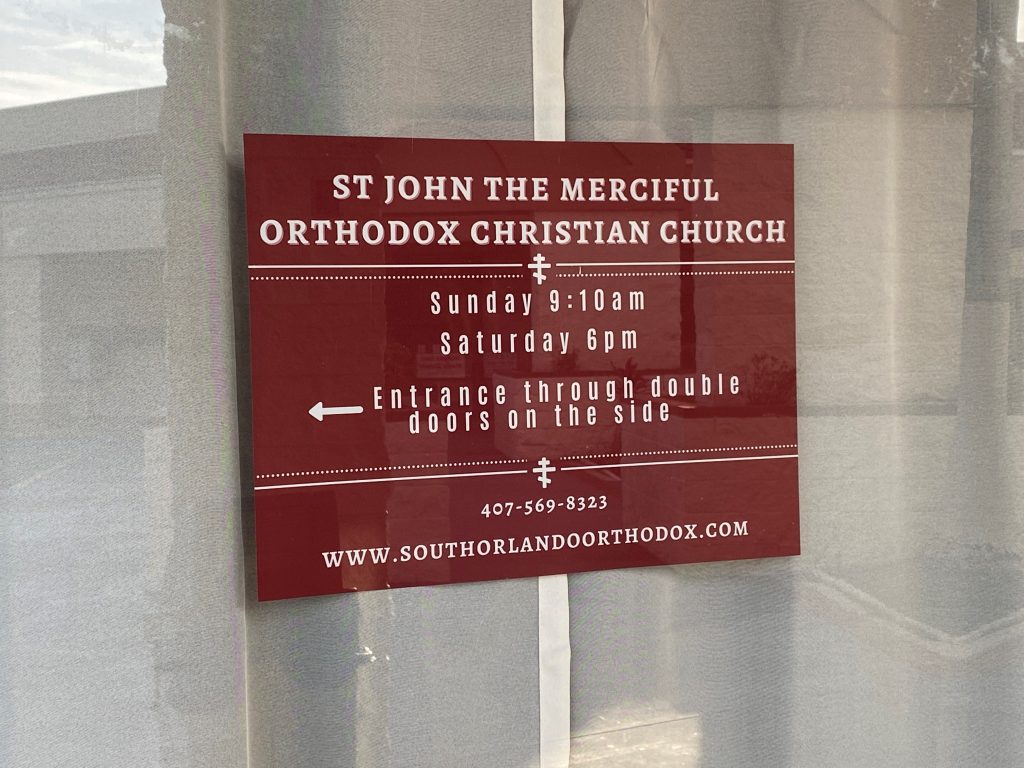 ST JOHN THE MERCIFUL
ORTHODOX CHRISTIAN CHURCH
Sunday 9:10am
Saturday 6pm
Entrance through double
doors on the side
407-569-8323
WWW.SOUTHORLANDOORTHODOX.COM